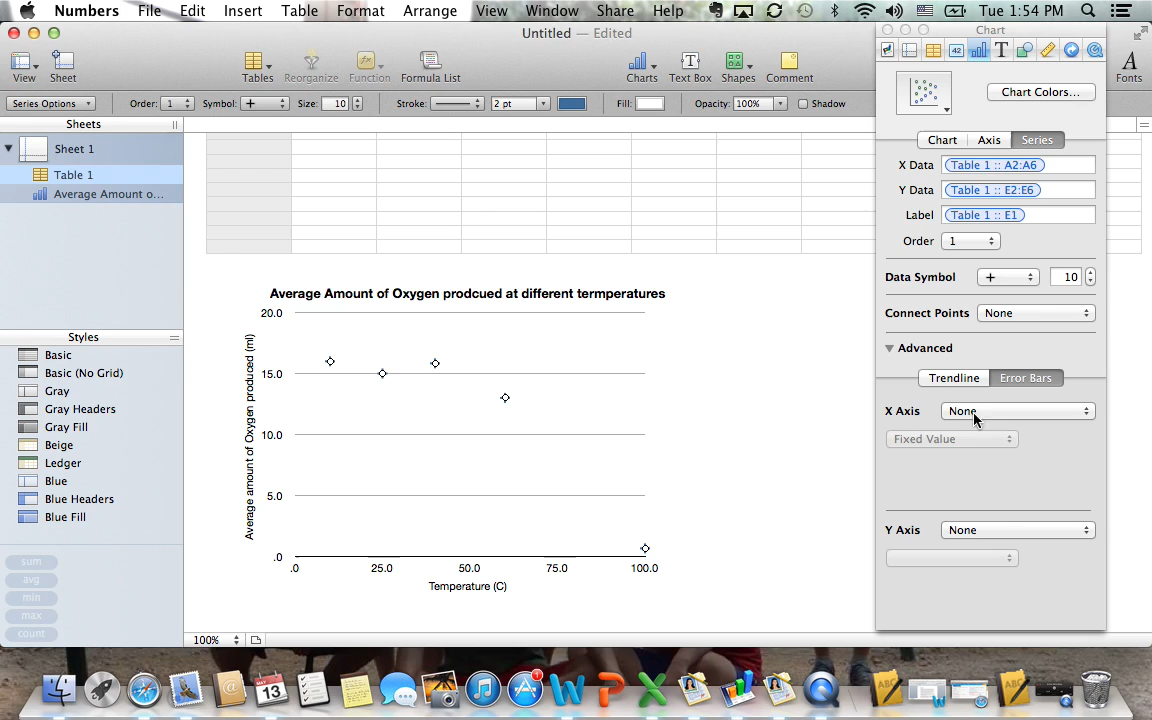 Numbers File Edit Insert Table Format Arrange View Window Share Help Tue 1:54 PM
Untitled — Edited
Chart
View Sheet Tables Reorganize Function Formula List Charts Text Box Shapes Comment Fonts
42
Chart Colors...
Series Options Order: 1 Symbol: + Size: 10 Stroke: 2 pt Fill: Opacity: 100% Shadow
Sheets
Sheet 1
Table 1
Average Amount o...
Styles
Basic
Basic (No Grid)
Gray
Gray Headers
Gray Fill
Beige
Ledger
Blue
Blue Headers
Blue Fill
sum
avg
min
max
count
Average Amount of Oxygen prodcued at different termperatures
20.0
15.0
10.0
5.0
.0
Average amount of Oxygen produced (ml)
.0 25.0 50.0 75.0 100.0
Temperature (C)
100%
Chart Axis Series
X Data Table 1 :: A2:A6
Y Data Table 1 :: E2:E6
Label Table 1 :: E1
Order 1
Data Symbol + 10
Connect Points None
Advanced
Trendline Error Bars
X Axis None
Fixed Value
Y Axis None
MAY
13
1
W P X
ABC
ABC